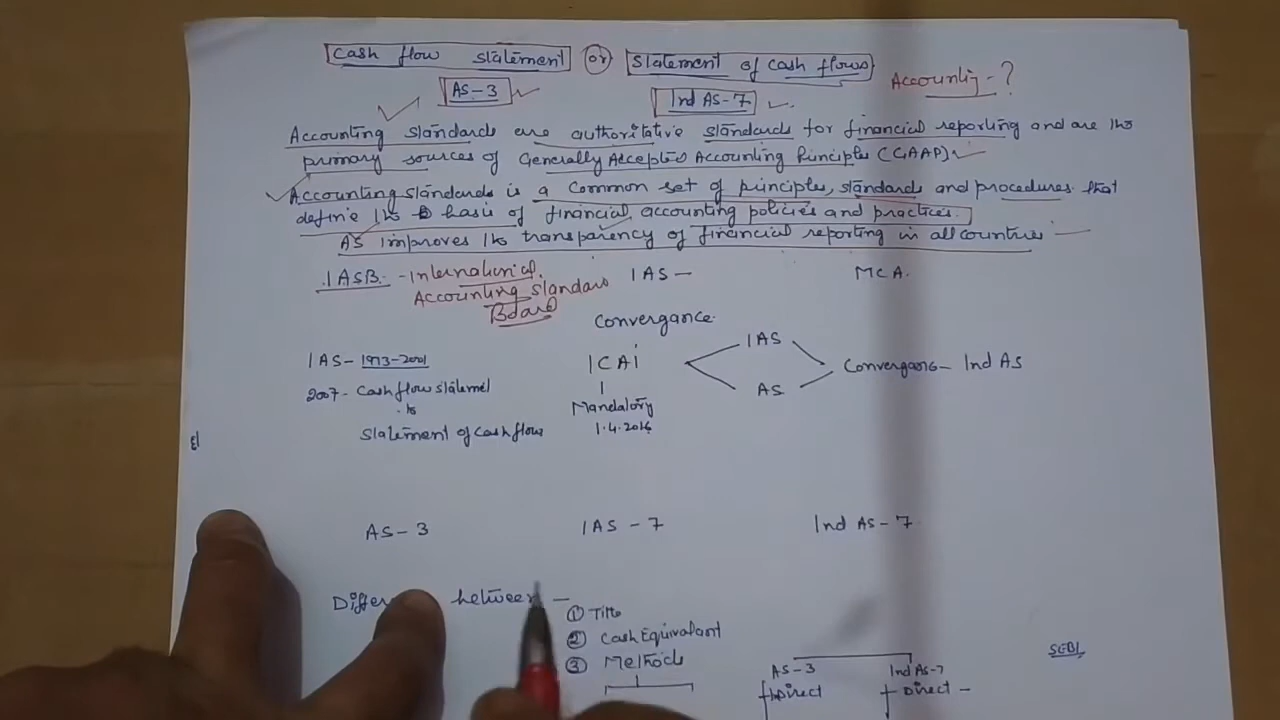 Cash flow statement or Statement of cash flows
AS-3 Ind AS-7 Accounting - ?
Accounting standards are authoritative standards for financial reporting and are the
primary sources of Generally Accepted Accounting Principles (GAAP)
Accounting standards is a common set of principles, standards and procedures that
define the basis of financial accounting policies and practices.
AS improves the transparency of financial reporting in all countries
IASB - International IAS - MCA.
Accounting Standard
Board
Convergance
IAS - 1973-2001 ICAI IAS
AS Convergans - Ind AS
2007 - Cash flow statement
to
Mandatory
Statement of cash flow 1.4.2016
AS-3 IAS-7 Ind AS-7
between -
① Title
② Cash Equivalant
③ Methods
SEBI
AS-3 Ind AS-7
Direct Direct -